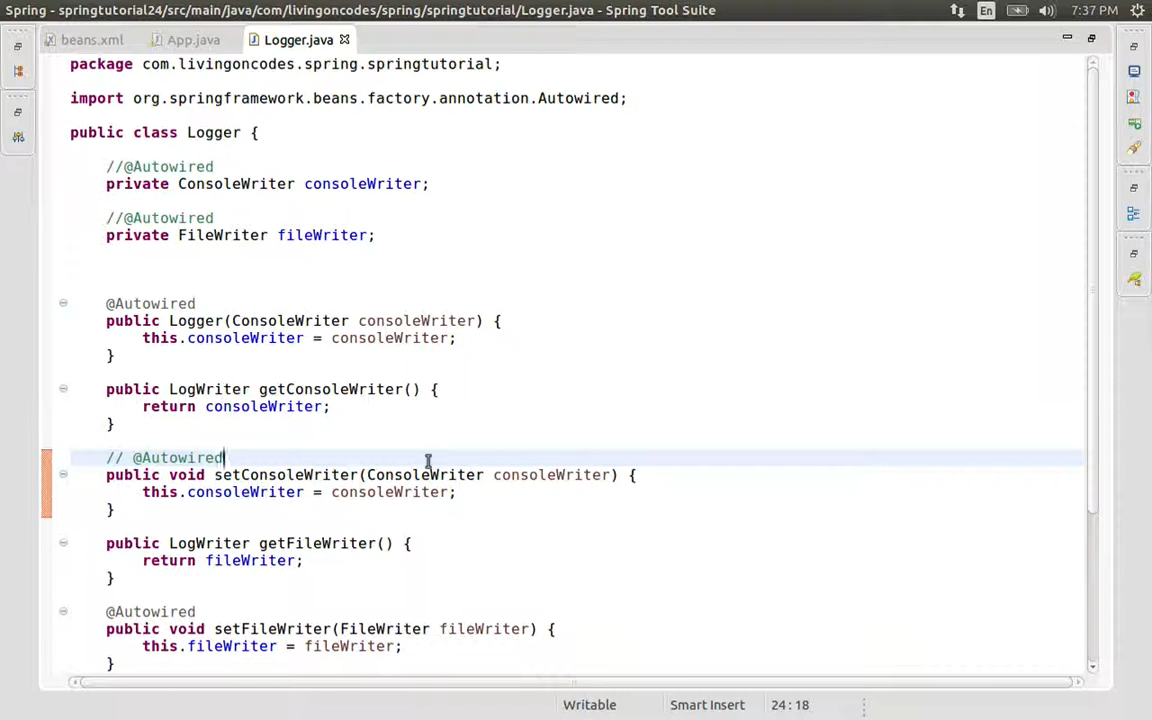 Spring - springtutorial24/src/main/java/com/livingoncodes/spring/springtutorial/Logger.java - Spring Tool Suite
En
7:37 PM
beans.xml
App.java
Logger.java
package com.livingoncodes.spring.springtutorial;
import org.springframework.beans.factory.annotation.Autowired;
public class Logger {
//@Autowired
private ConsoleWriter consoleWriter;
//@Autowired
private FileWriter fileWriter;
@Autowired
public Logger(ConsoleWriter consoleWriter) {
this.consoleWriter = consoleWriter;
}
public LogWriter getConsoleWriter() {
return consoleWriter;
}
// @Autowired
public void setConsoleWriter(ConsoleWriter consoleWriter) {
this.consoleWriter = consoleWriter;
}
public LogWriter getFileWriter() {
return fileWriter;
}
@Autowired
public void setFileWriter(FileWriter fileWriter) {
this.fileWriter = fileWriter;
}
Writable
Smart Insert
24 : 18